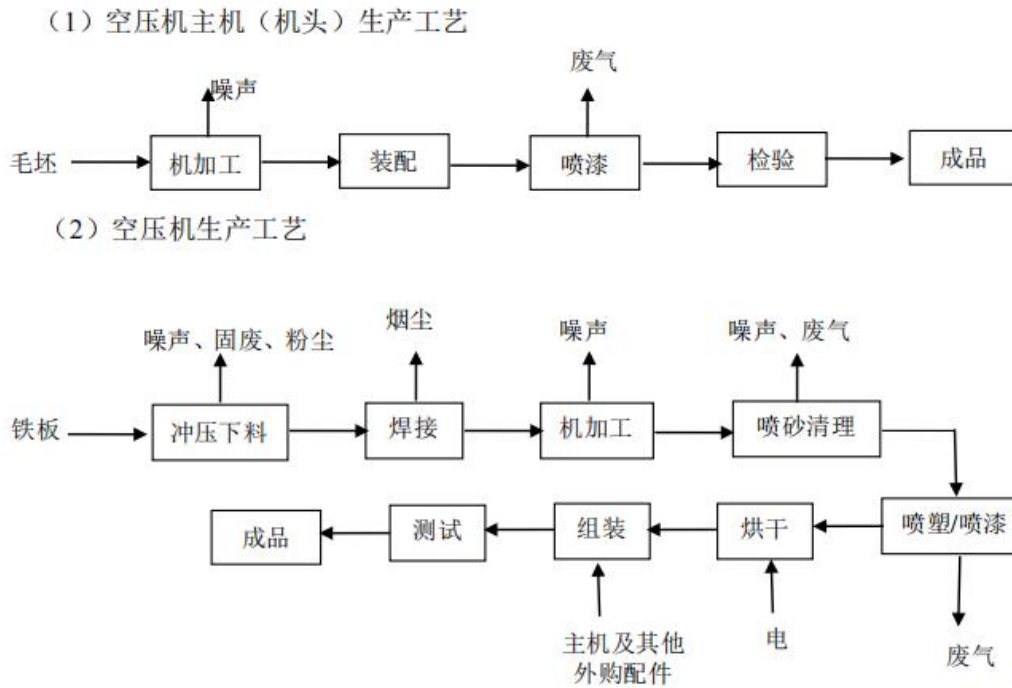 （1）空压机主机（机头）生产工艺
噪声
废气
毛坯
机加工
装配
喷漆
检验
成品
（2）空压机生产工艺
噪声、固废、粉尘
烟尘
噪声
噪声、废气
铁板
冲压下料
焊接
机加工
喷砂清理
成品
测试
组装
烘干
喷塑/喷漆
主机及其他
外购配件
电
废气